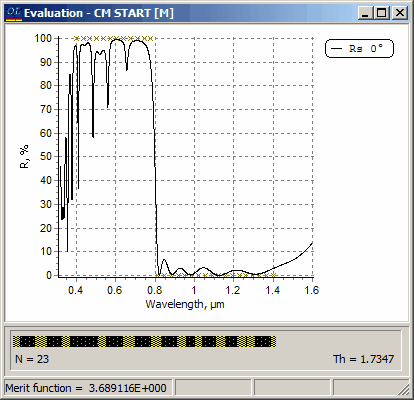 OL Evaluation - CM START [M]
100
90
80
70
60
50
40
30
20
10
0
R, %
0.4 0.6 0.8 1 1.2 1.4 1.6
Wavelength, µm
Rs 0°
N = 23 Th = 1.7347
Merit function = 3.689116E+000